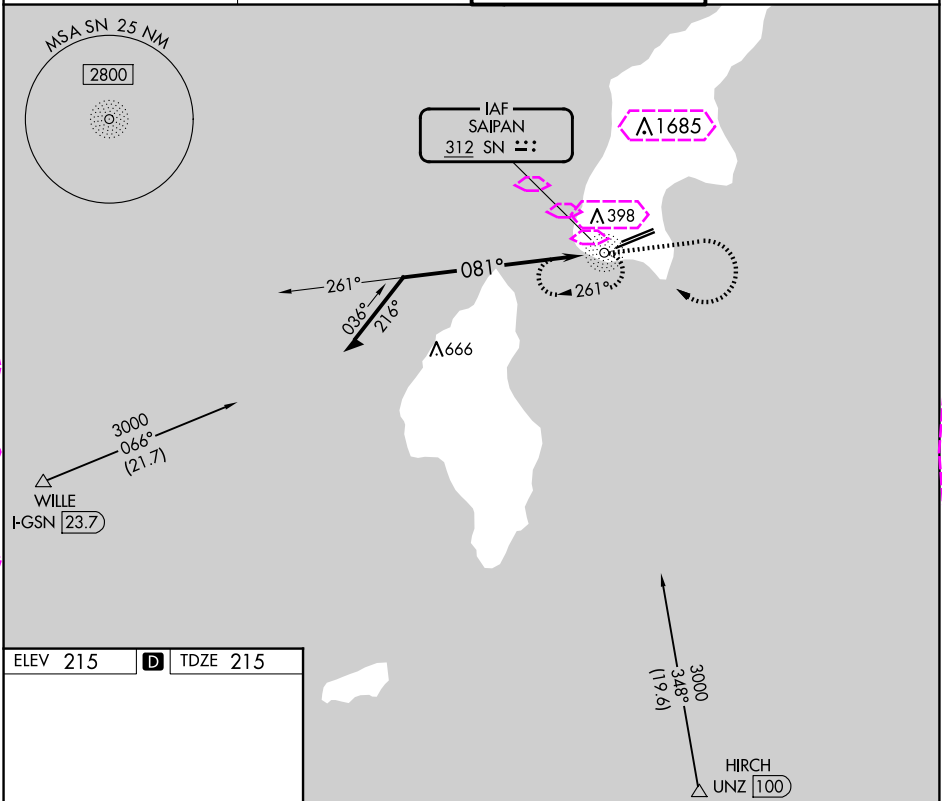 MSA SN 25 NM
2800
IAF
SAIPAN
312 SN
1685
398
261°
081°
261°
036°
216°
666
3000
066°
(21.7)
WILLE
I-GSN 23.7
3000
348°
(19.6)
HIRCH
UNZ 100
ELEV 215 D TDZE 215